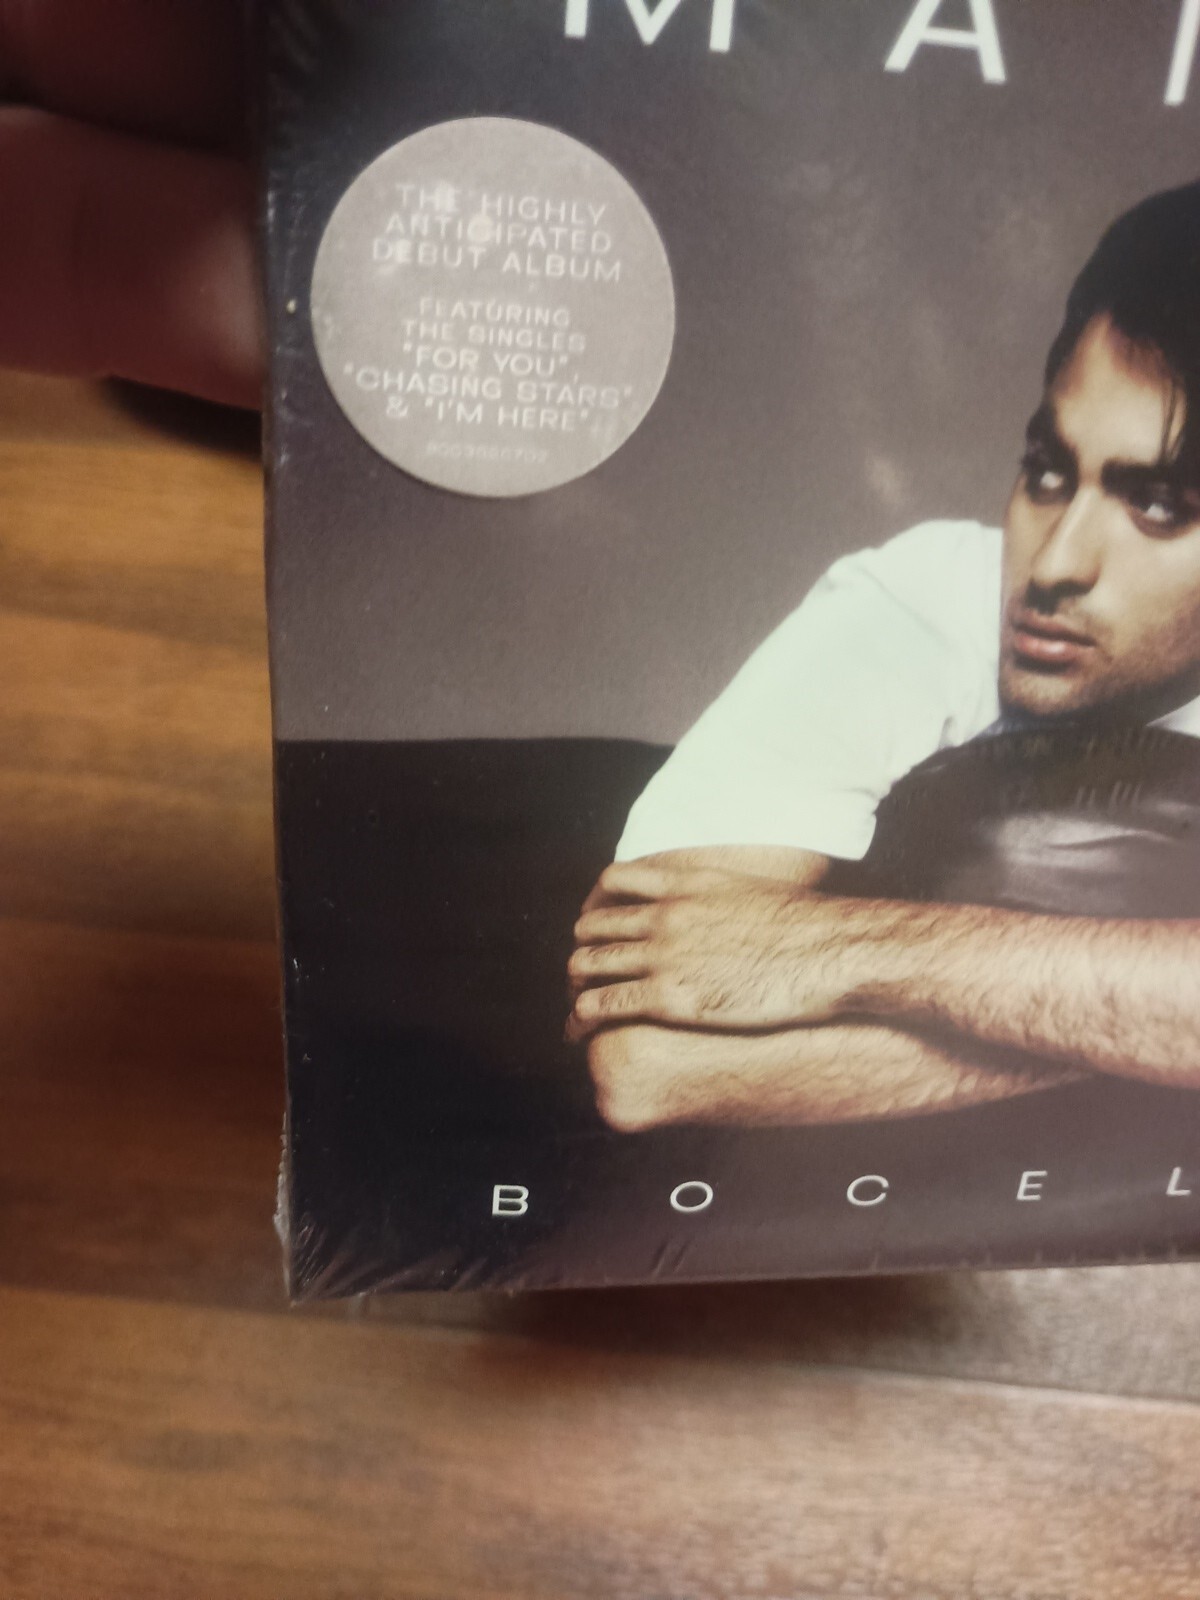 M A
THE HIGHLY
ANTICIPATED
DEBUT ALBUM
FEATURING
THE SINGLES
"FOR YOU",
"CHASING STARS"
& "I'M HERE"
B O C E L